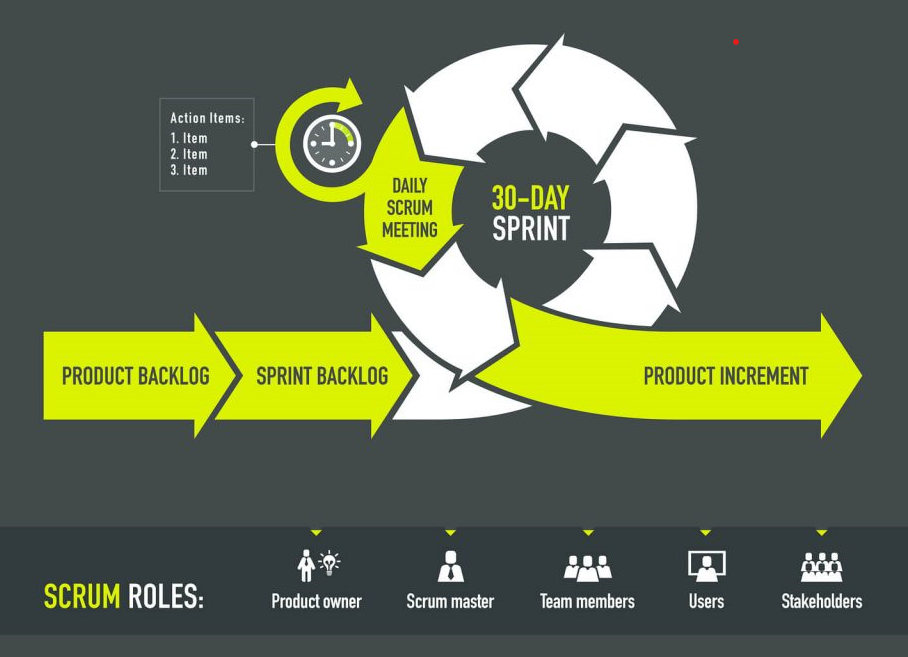 Action Items:
1. Item
2. Item
3. Item
DAILY
SCRUM
MEETING
30-DAY
SPRINT
PRODUCT BACKLOG
SPRINT BACKLOG
PRODUCT INCREMENT
SCRUM ROLES:
Product owner
Scrum master
Team members
Users
Stakeholders